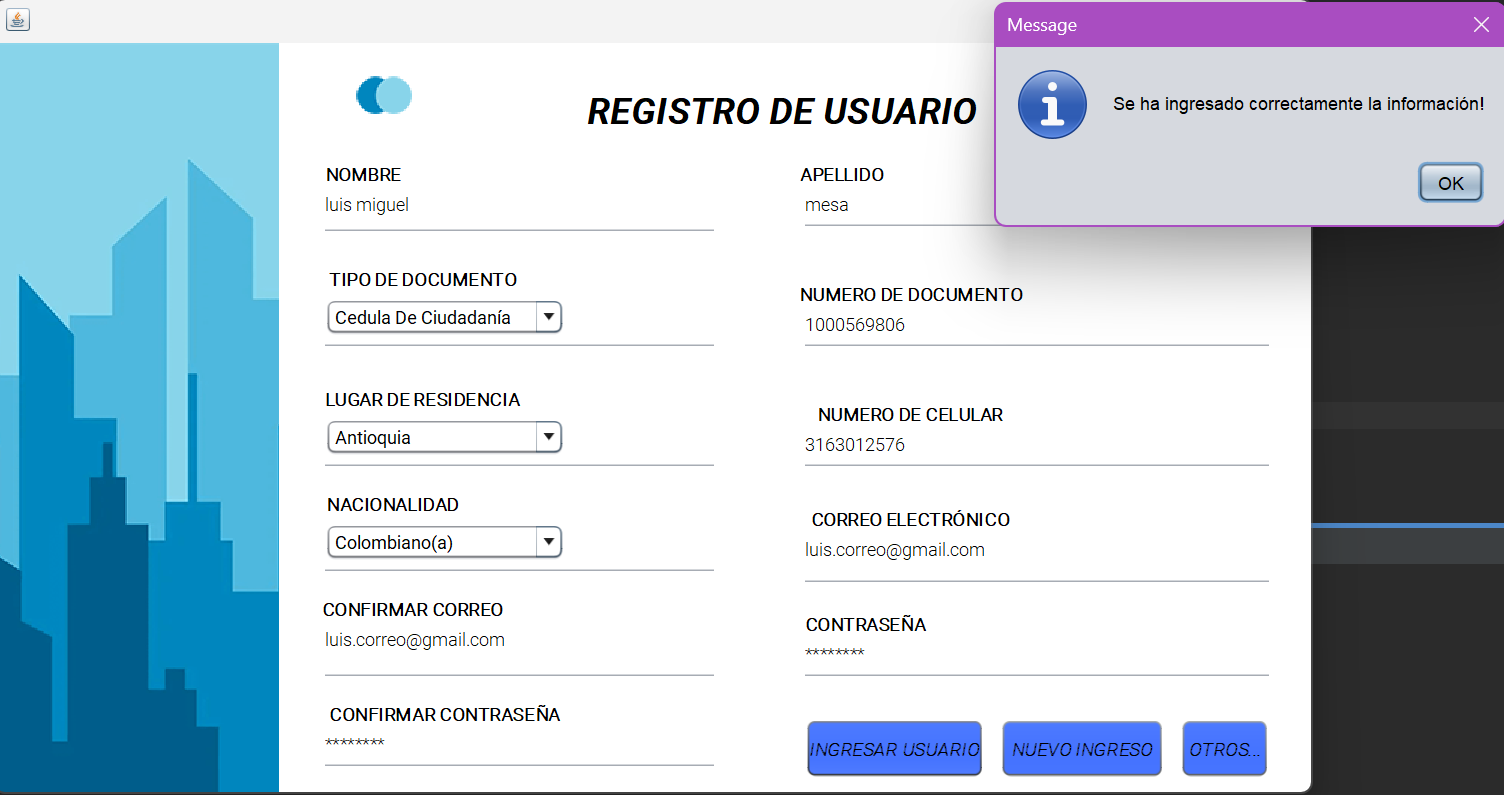 Message
Se ha ingresado correctamente la información!
OK
REGISTRO DE USUARIO
NOMBRE
luis miguel
APELLIDO
mesa
TIPO DE DOCUMENTO
Cedula De Ciudadanía
NUMERO DE DOCUMENTO
1000569806
LUGAR DE RESIDENCIA
Antioquia
NUMERO DE CELULAR
3163012576
NACIONALIDAD
Colombiano(a)
CORREO ELECTRÓNICO
luis.correo@gmail.com
CONFIRMAR CORREO
luis.correo@gmail.com
CONTRASEÑA
********
CONFIRMAR CONTRASEÑA
********
INGRESAR USUARIO
NUEVO INGRESO
OTROS...